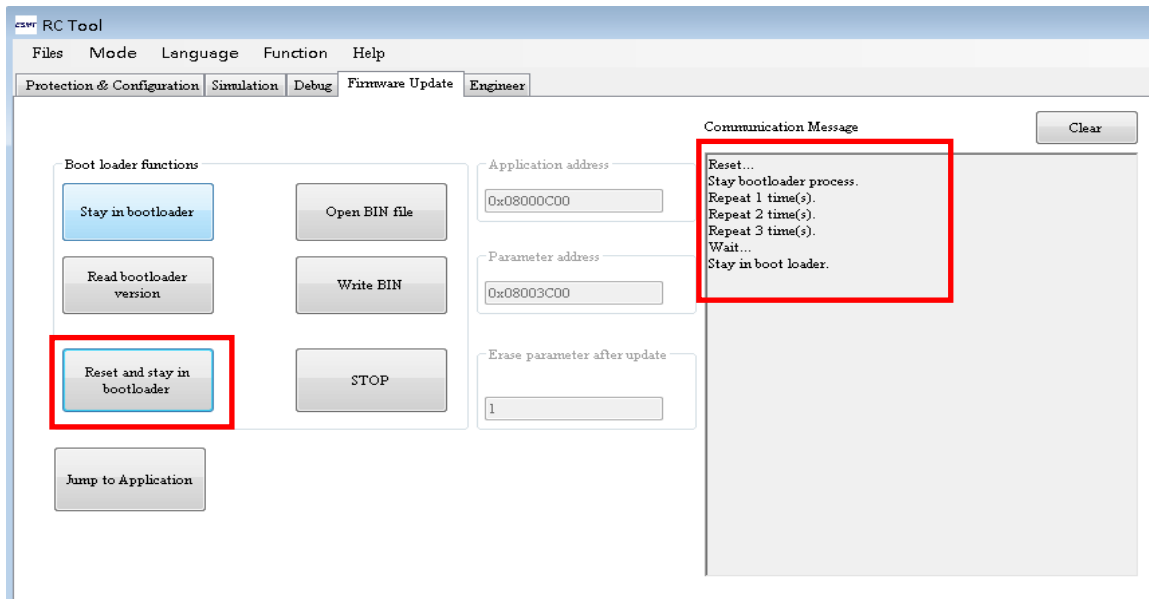 RC Tool
Files Mode Language Function Help
Protection & Configuration Simulation Debug Firmware Update Engineer
Communication Message
Clear
Boot loader functions
Stay in bootloader
Open BIN file
Read bootloader
version
Write BIN
Reset and stay in
bootloader
STOP
Jump to Application
Application address
0x08000C00
Parameter address
0x08003C00
Erase parameter after update
1
Reset...
Stay bootloader process.
Repeat 1 time(s).
Repeat 2 time(s).
Repeat 3 time(s).
Wait...
Stay in boot loader.